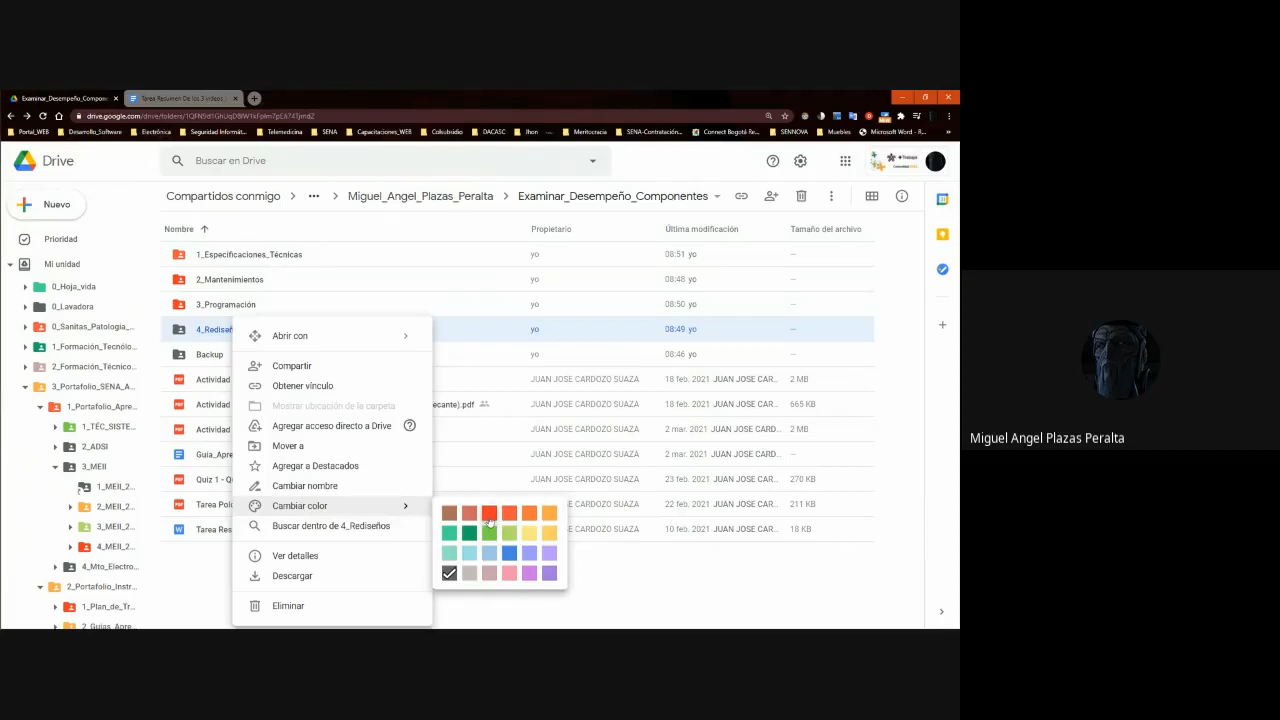 Examinar_Desempeño_Compone
Tarea Resumen De los 3 videos
drive.google.com/drive/folders/
Portal_WEB
Desarrollo_Software
Electrónica
Seguridad Informát...
Telemedicina
SENA
Capacitaciones_WEB
Colsubsidio
DACASC
Jhon
Meritocracia
SENA-Contratación...
Connect Bogotá Re...
SENNOVA
Muebles
Microsoft Word - R...
Drive
Buscar en Drive
Nuevo
Compartidos conmigo > ... > Miguel_Angel_Plazas_Peralta > Examinar_Desempeño_Componentes
Nombre Propietario Última modificación Tamaño del archivo
Prioridad
Mi unidad
0_Hoja_vida
0_Lavadora
0_Sanitas_Patología_...
1_Formación_Tecnólo...
2_Formación_Técnico...
3_Portafolio_SENA_A...
1_Portafolio_Apre...
1_TÉC_SISTE...
2_ADSI
3_MEII
1_MEII_2...
2_MEII_2...
3_MEII_2...
4_MEII_2...
4_Mto_Electro...
2_Portafolio_Instr...
1_Plan_de_Tr...
2_Guías_Apre...
1_Especificaciones_Técnicas yo 08:51 yo —
2_Mantenimientos yo 08:48 yo —
3_Programación yo 08:50 yo —
4_Rediseñ yo 08:49 yo —
Backup yo 08:46 yo —
Actividad JUAN JOSE CARDOZO SUAZA 18 feb. 2021 JUAN JOSE CAR... 2 MB
Actividad ecante).pdf JUAN JOSE CARDOZO SUAZA 18 feb. 2021 JUAN JOSE CAR... 665 KB
Actividad JUAN JOSE CARDOZO SUAZA 2 mar. 2021 JUAN JOSE CAR... 2 MB
Guía_Apre JUAN JOSE CARDOZO SUAZA 2 mar. 2021 JUAN JOSE CAR... —
Quiz 1 - Q JUAN JOSE CARDOZO SUAZA 23 feb. 2021 JUAN JOSE CAR... 270 KB
Tarea Pol JUAN JOSE CARDOZO SUAZA 22 feb. 2021 JUAN JOSE CAR... 211 KB
Tarea Res JUAN JOSE CARDOZO SUAZA 10 feb. 2021 JUAN JOSE CAR... 18 KB
Abrir con
Compartir
Obtener vínculo
Mostrar ubicación de la carpeta
Agregar acceso directo a Drive
Mover a
Agregar a Destacados
Cambiar nombre
Cambiar color
Buscar dentro de 4_Rediseños
Ver detalles
Descargar
Eliminar
Miguel Angel Plazas Peralta